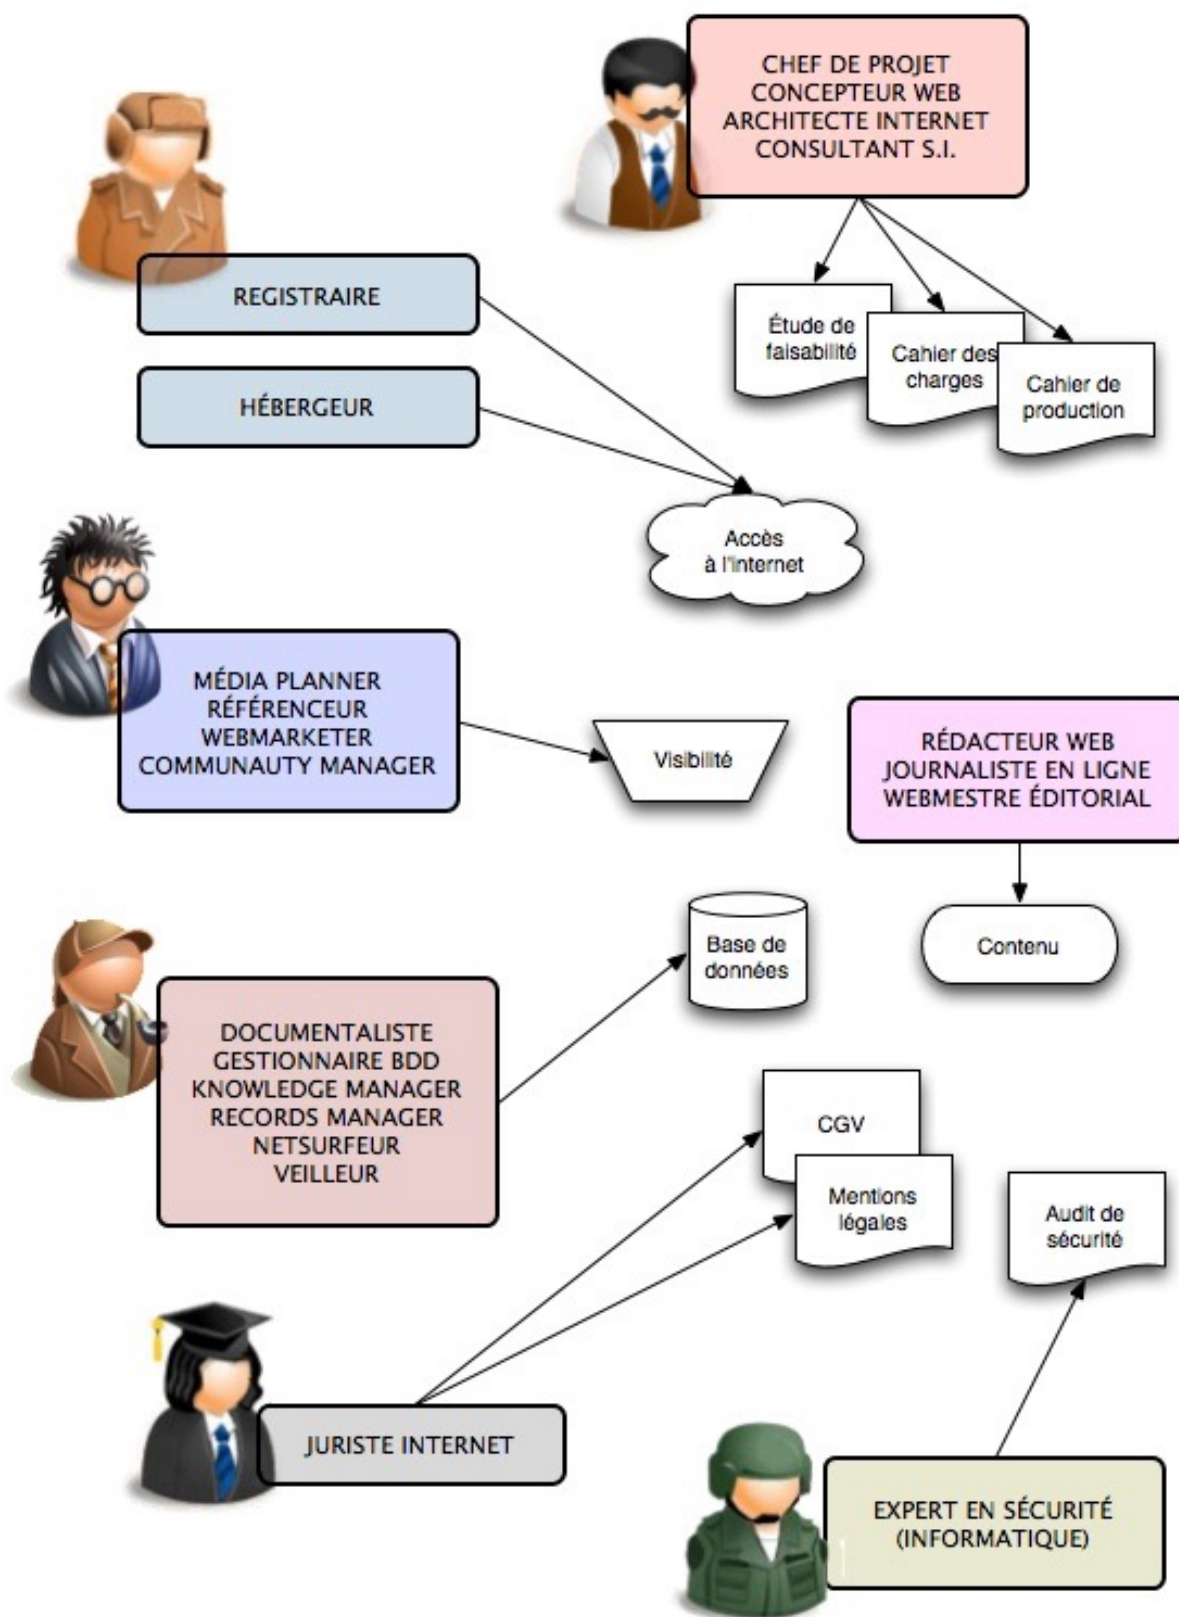 CHEF DE PROJET
CONCEPTEUR WEB
ARCHITECTE INTERNET
CONSULTANT S.I.
REGISTRAIRE
Étude de
faisabilité
Cahier des
charges
Cahier de
production
HÉBERGEUR
Accès
à l'internet
MÉDIA PLANNER
RÉFÉRENCEUR
WEBMARKETER
COMMUNAUTY MANAGER
Visibilité
RÉDACTEUR WEB
JOURNALISTE EN LIGNE
WEBMESTRE ÉDITORIAL
Base de
données
Contenu
DOCUMENTALISTE
GESTIONNAIRE BDD
KNOWLEDGE MANAGER
RECORDS MANAGER
NETSURFEUR
VEILLEUR
CGV
Mentions
légales
Audit de
sécurité
JURISTE INTERNET
EXPERT EN SÉCURITÉ
(INFORMATIQUE)